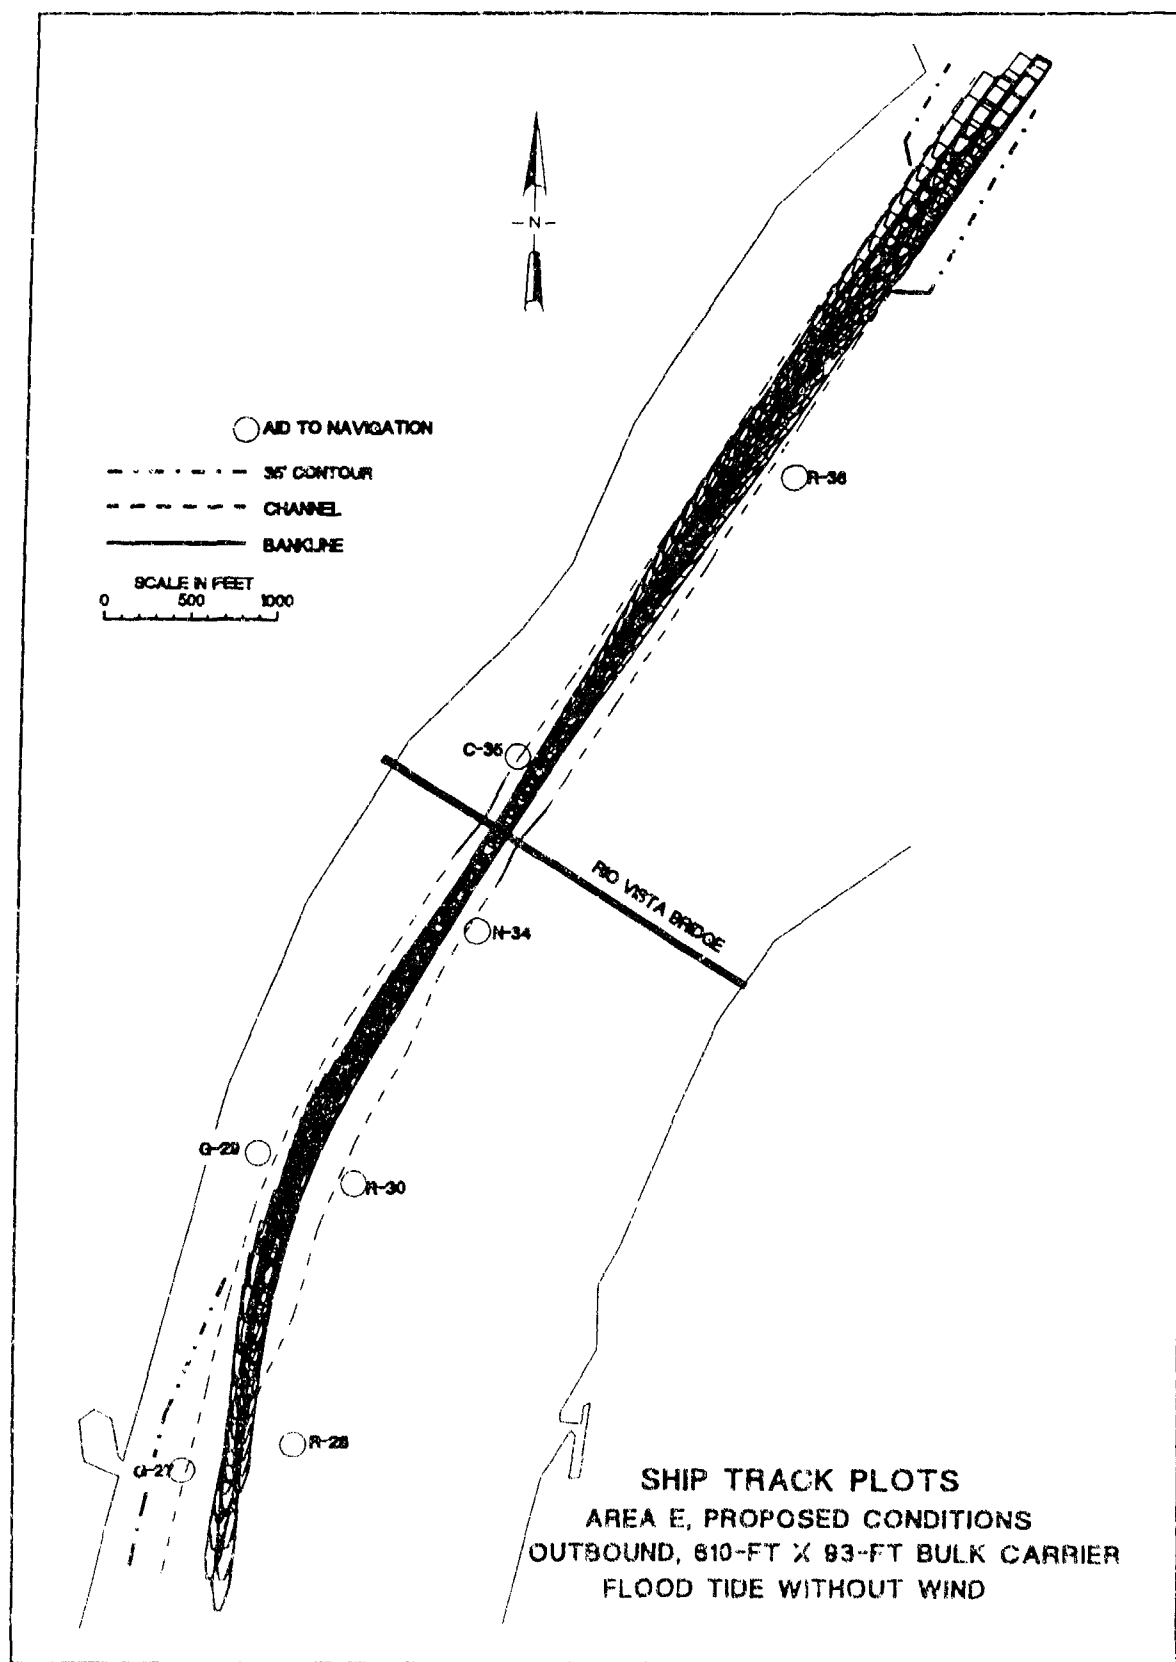 N
AID TO NAVIGATION
35' CONTOUR
CHANNEL
BANKLINE
SCALE IN FEET
0 500 1000
R-36
C-35
RIO VISTA BRIDGE
N-34
G-29
R-30
R-28
G-27
SHIP TRACK PLOTS
AREA E, PROPOSED CONDITIONS
OUTBOUND, 610-FT X 93-FT BULK CARRIER
FLOOD TIDE WITHOUT WIND